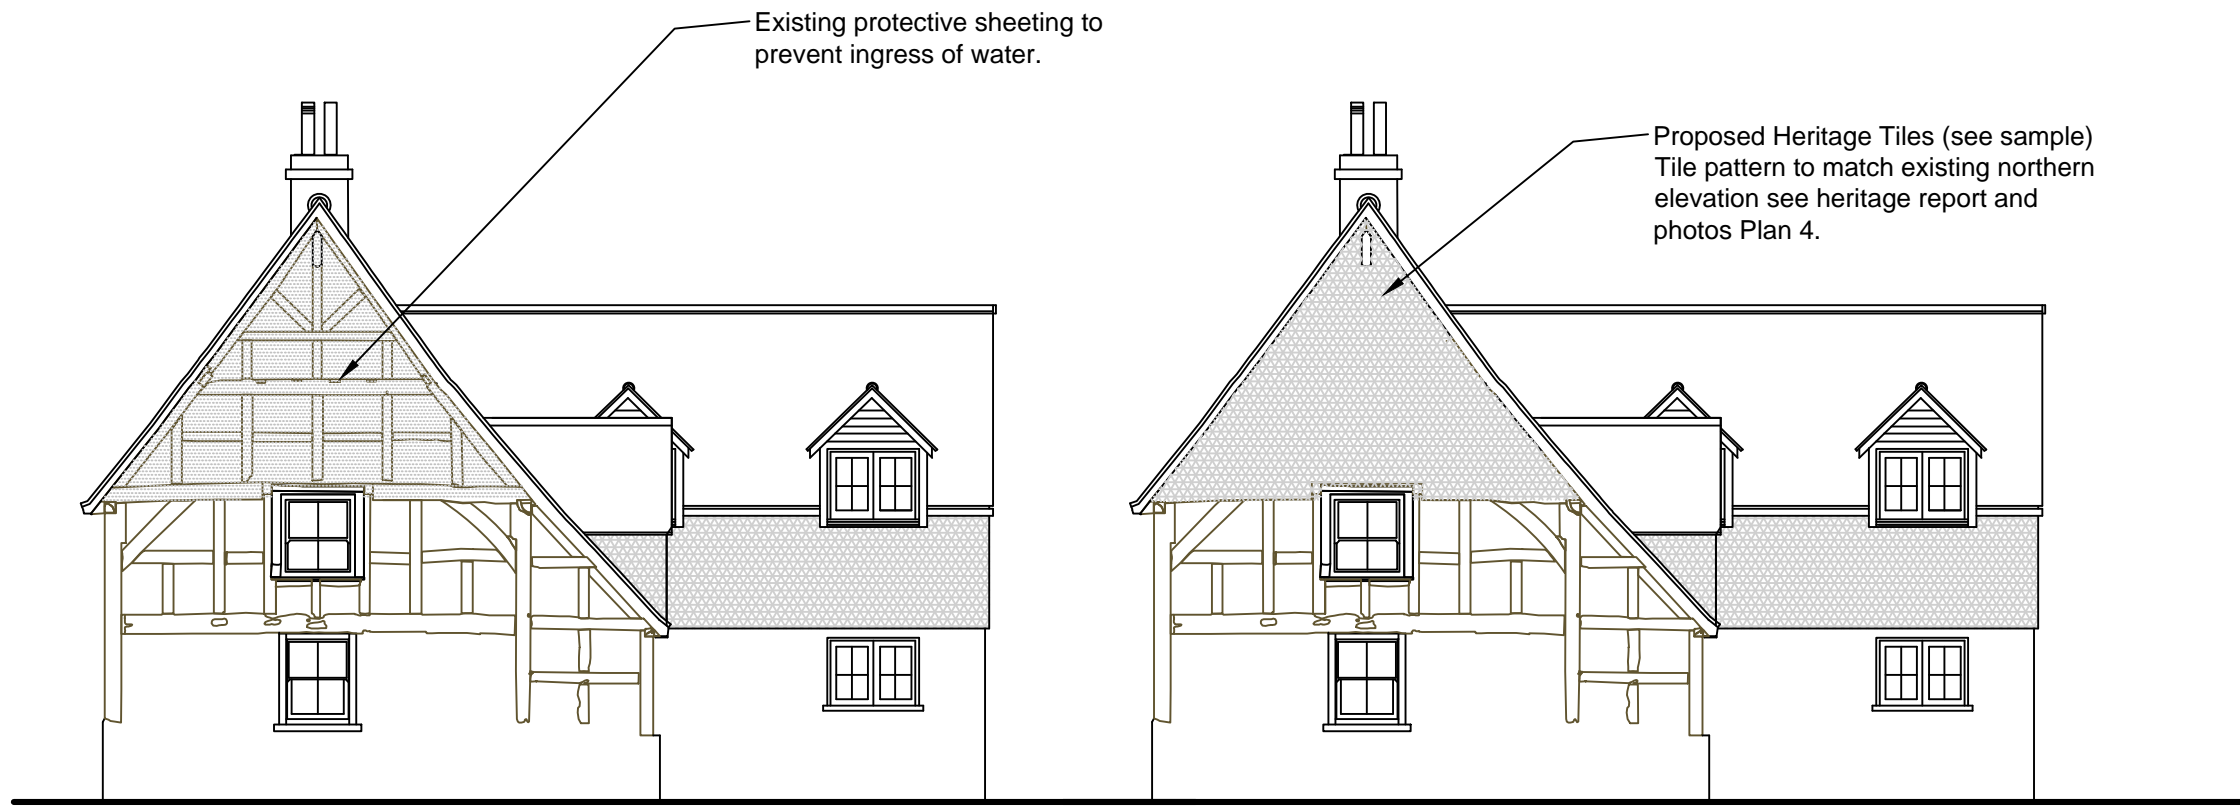 Existing protective sheeting to
prevent ingress of water.
Proposed Heritage Tiles (see sample)
Tile pattern to match existing northern
elevation see heritage report and
photos Plan 4.